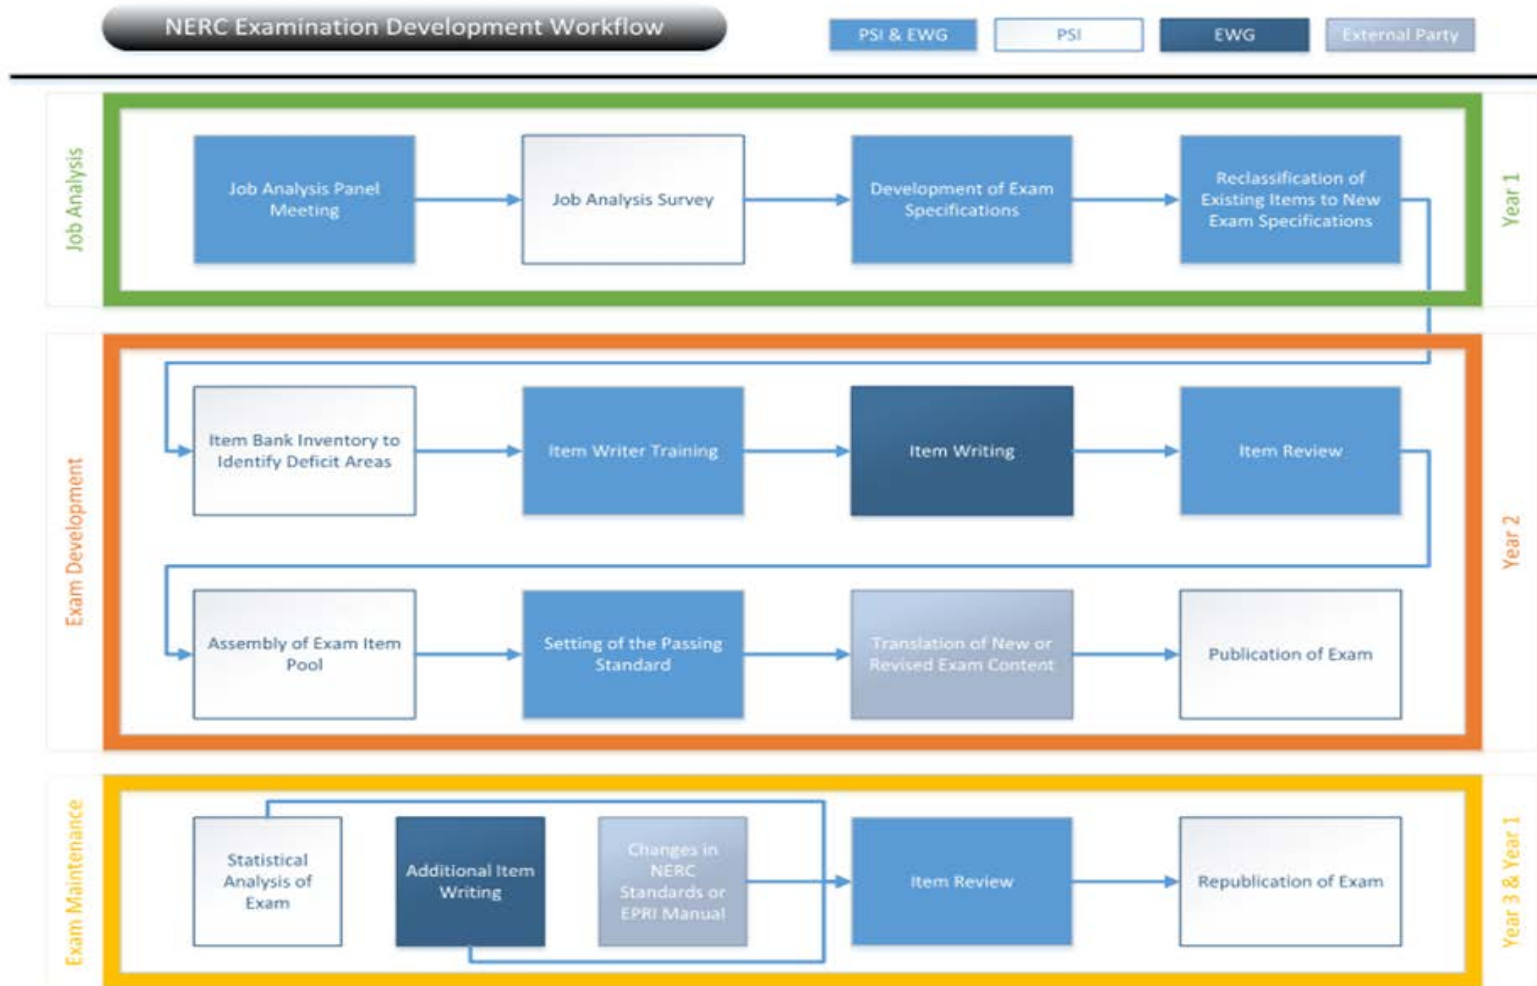 NERC Examination Development Workflow
PSI & EWG
PSI
EWG
External Party
Job Analysis
Job Analysis Panel
Meeting
Job Analysis Survey
Development of Exam
Specifications
Reclassification of
Existing Items to New
Exam Specifications
Year 1
Exam Development
Item Bank Inventory to
Identify Deficit Areas
Item Writer Training
Item Writing
Item Review
Assembly of Exam Item
Pool
Setting of the Passing
Standard
Translation of New or
Revised Exam Content
Publication of Exam
Year 2
Exam Maintenance
Statistical
Analysis of
Exam
Additional Item
Writing
Changes in
NERC
Standards or
EPRI Manual
Item Review
Republication of Exam
Year 3 & Year 1